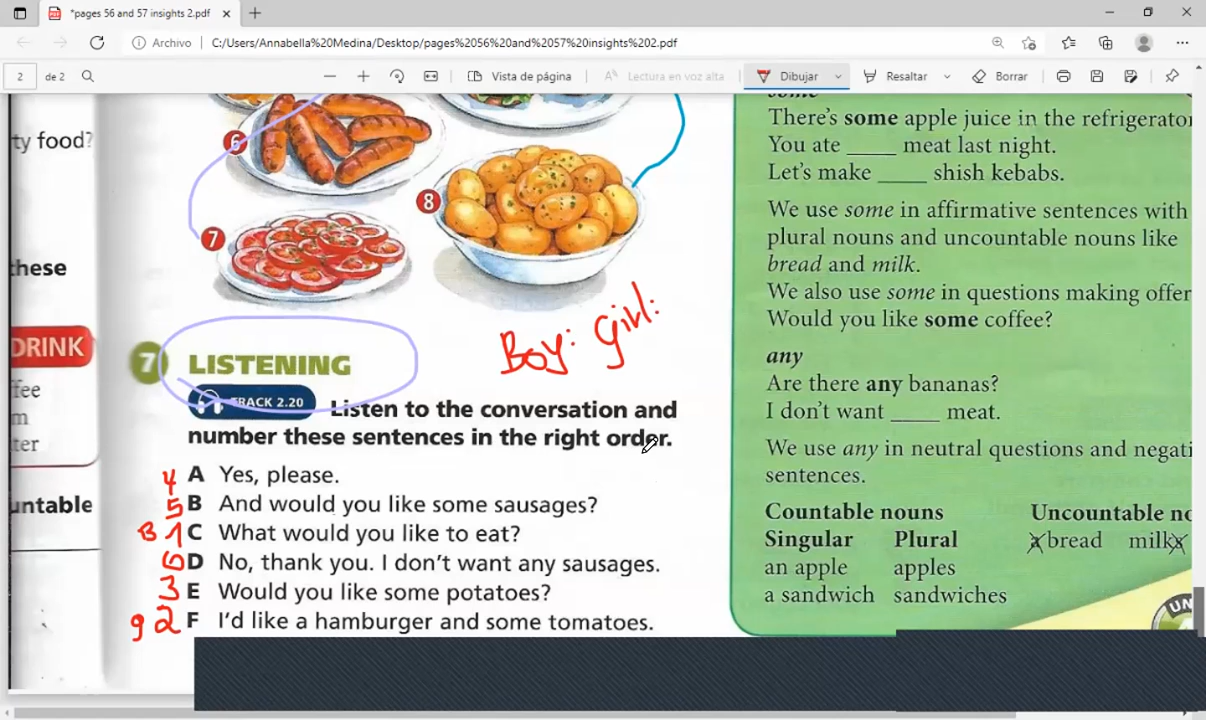 *pages 56 and 57 insights 2.pdf
Archivo
C:/Users/Annabella%20Medina/Desktop/pages%2056%20and%2057%20insights%202.pdf
2
de 2
Vista de página
Lectura en voz alta
Dibujar
Resaltar
Borrar
ty food?
these
DRINK
ffee
m
ter
untable
6
8
7
Boy: Girl:
7 LISTENING
TRACK 2.20 Listen to the conversation and
number these sentences in the right order.
4 A Yes, please.
5 B And would you like some sausages?
B 1 C What would you like to eat?
6 D No, thank you. I don't want any sausages.
3 E Would you like some potatoes?
g 2 F I'd like a hamburger and some tomatoes.
some
There's some apple juice in the refrigerato
You ate ____ meat last night.
Let's make ____ shish kebabs.
We use some in affirmative sentences with
plural nouns and uncountable nouns like
bread and milk.
We also use some in questions making offer
Would you like some coffee?
any
Are there any bananas?
I don't want ____ meat.
We use any in neutral questions and negati
sentences.
Countable nouns
Uncountable no
Singular Plural
bread milk
an apple apples
a sandwich sandwiches
UN